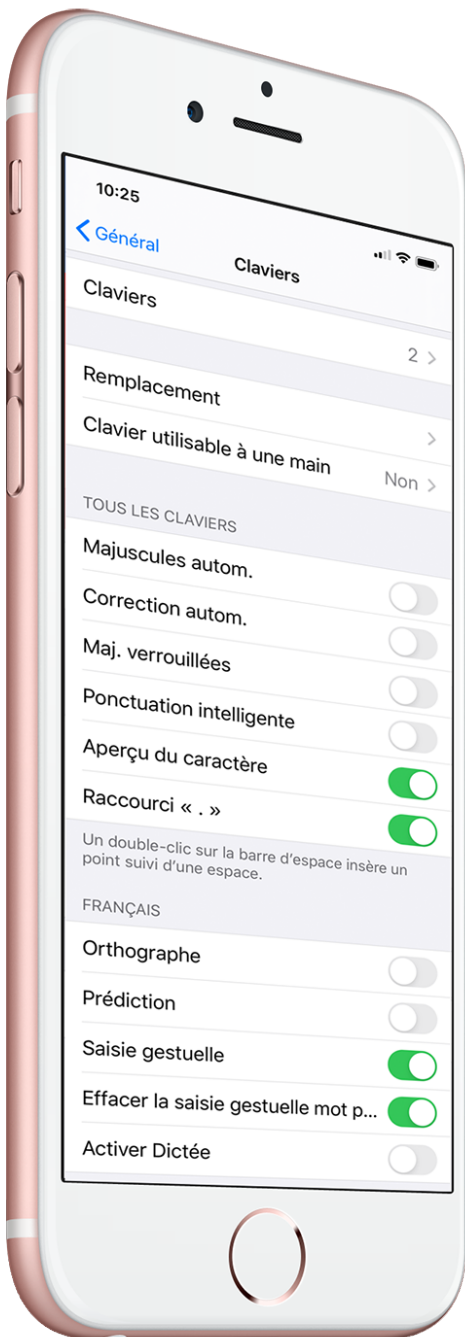 10:25
Général
Claviers
Claviers
2
Remplacement
Clavier utilisable à une main
Non
TOUS LES CLAVIERS
Majuscules autom.
Correction autom.
Maj. verrouillées
Ponctuation intelligente
Aperçu du caractère
Raccourci « . »
Un double-clic sur la barre d’espace insère un
point suivi d’une espace.
FRANÇAIS
Orthographe
Prédiction
Saisie gestuelle
Effacer la saisie gestuelle mot p...
Activer Dictée